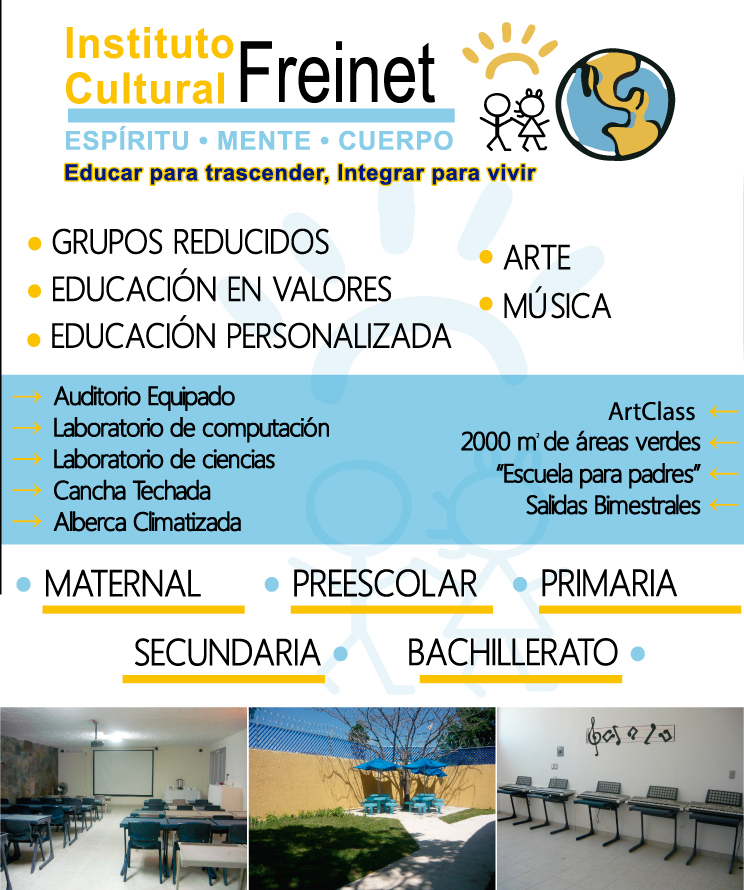 Instituto
Cultural
Freinet
ESPÍRITU • MENTE • CUERPO
Educar para trascender, Integrar para vivir
• GRUPOS REDUCIDOS
• EDUCACIÓN EN VALORES
• EDUCACIÓN PERSONALIZADA
• ARTE
• MÚSICA
→ Auditorio Equipado
→ Laboratorio de computación
→ Laboratorio de ciencias
→ Cancha Techada
→ Alberca Climatizada
ArtClass ←
2000 m² de áreas verdes ←
“Escuela para padres” ←
Salidas Bimestrales ←
• MATERNAL • PREESCOLAR • PRIMARIA
SECUNDARIA • BACHILLERATO •